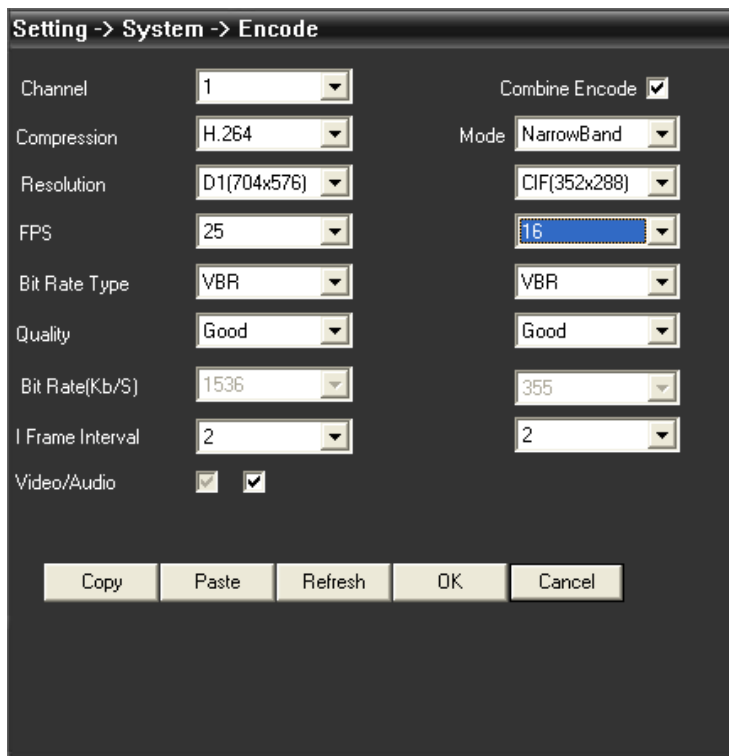 Setting -> System -> Encode
Channel 1 Combine Encode
Compression H.264 Mode NarrowBand
Resolution D1(704x576) CIF(352x288)
FPS 25 16
Bit Rate Type VBR VBR
Quality Good Good
Bit Rate(Kb/S) 1536 355
I Frame Interval 2 2
Video/Audio
Copy Paste Refresh OK Cancel